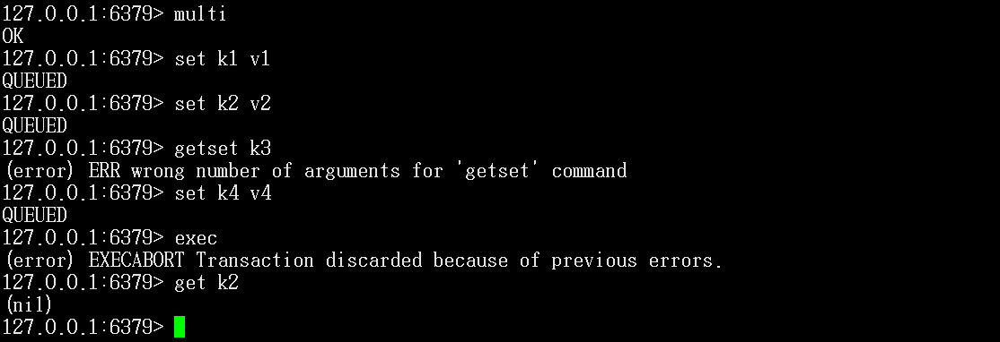 127.0.0.1:6379> multi
OK
127.0.0.1:6379> set k1 v1
QUEUED
127.0.0.1:6379> set k2 v2
QUEUED
127.0.0.1:6379> getset k3
(error) ERR wrong number of arguments for 'getset' command
127.0.0.1:6379> set k4 v4
QUEUED
127.0.0.1:6379> exec
(error) EXECABORT Transaction discarded because of previous errors.
127.0.0.1:6379> get k2
(nil)
127.0.0.1:6379>